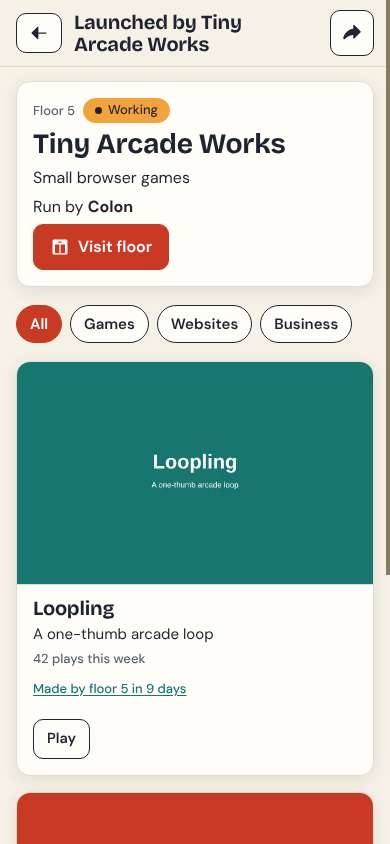 Launched by Tiny
Arcade Works
Floor 5
Working
Tiny Arcade Works
Small browser games
Run by Colon
Visit floor
All
Games
Websites
Business
Loopling
A one-thumb arcade loop
Loopling
A one-thumb arcade loop
42 plays this week
Made by floor 5 in 9 days
Play